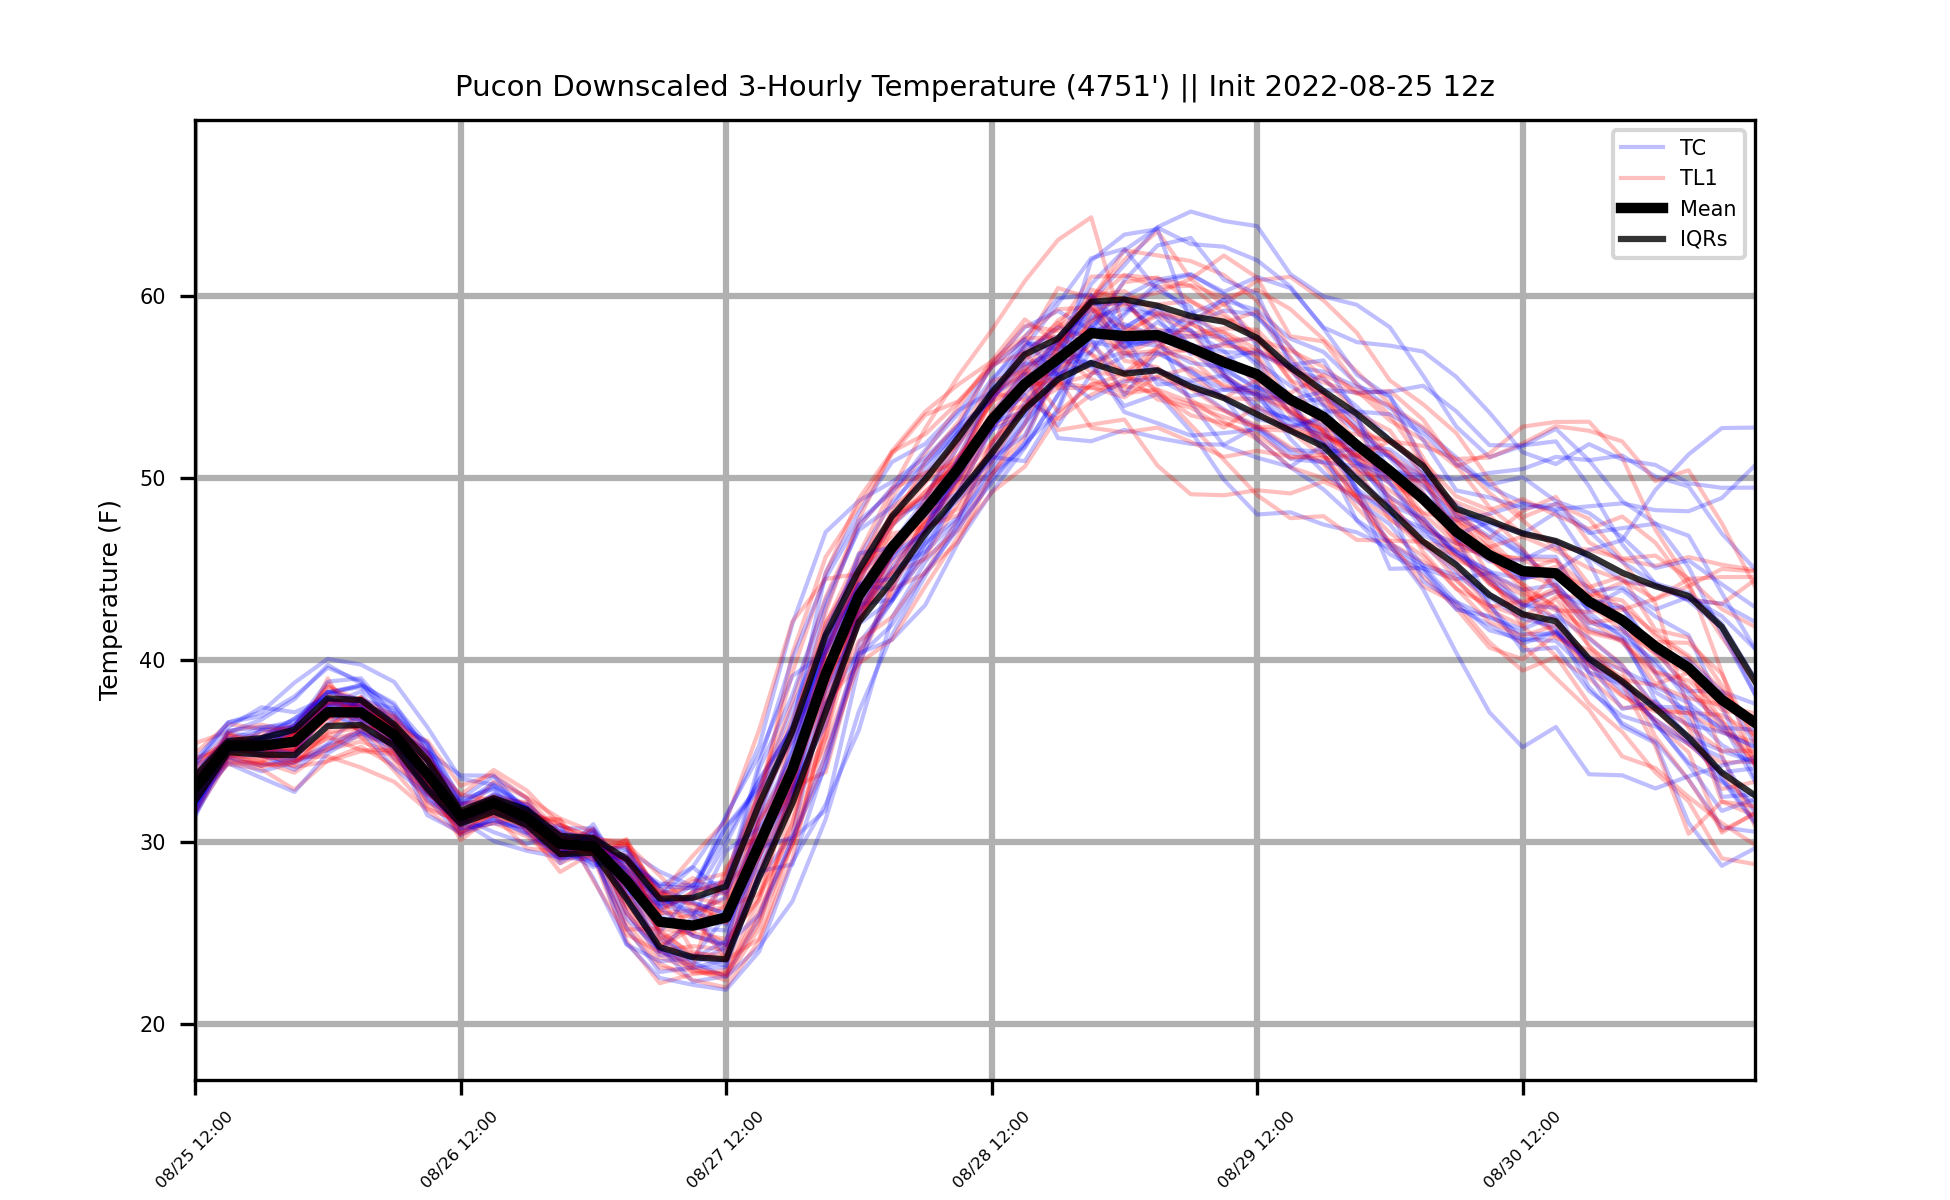 Pucon Downscaled 3-Hourly Temperature (4751') || Init 2022-08-25 12z
TC
TL1
Mean
IQRs
Temperature (F)
60
50
40
30
20
08/25 12:00
08/26 12:00
08/27 12:00
08/28 12:00
08/29 12:00
08/30 12:00